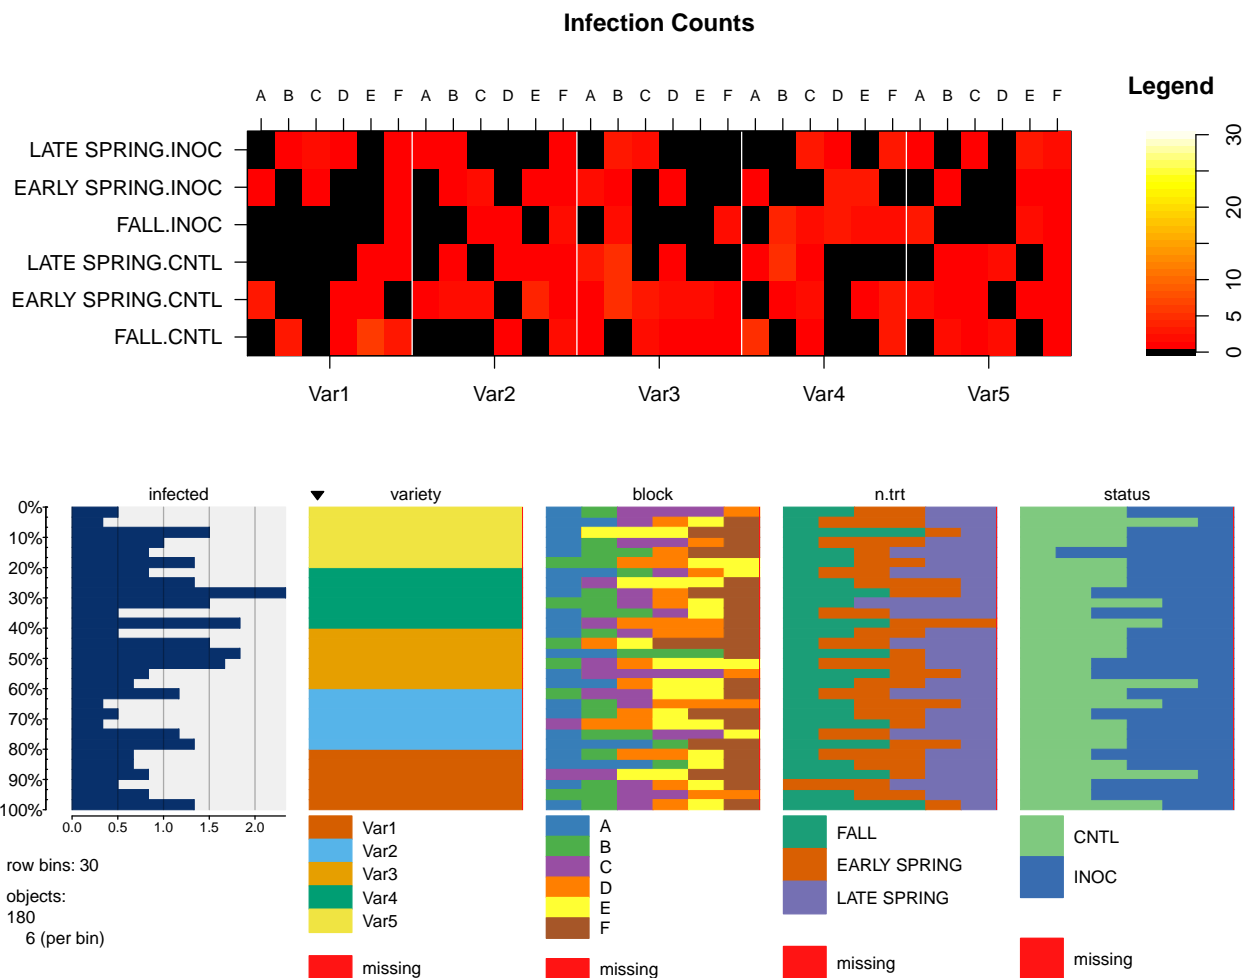 Infection Counts
Legend
A B C D E F A B C D E F A B C D E F A B C D E F A B C D E F
LATE SPRING.INOC
EARLY SPRING.INOC
FALL.INOC
LATE SPRING.CNTL
EARLY SPRING.CNTL
FALL.CNTL
30
20
10
5
0
Var1 Var2 Var3 Var4 Var5
infected variety block n.trt status
0%
10%
20%
30%
40%
50%
60%
70%
80%
90%
100%
0.0 0.5 1.0 1.5 2.0
row bins: 30
objects:
180
6 (per bin)
Var1
Var2
Var3
Var4
Var5
missing
A
B
C
D
E
F
missing
FALL
EARLY SPRING
LATE SPRING
missing
CNTL
INOC
missing